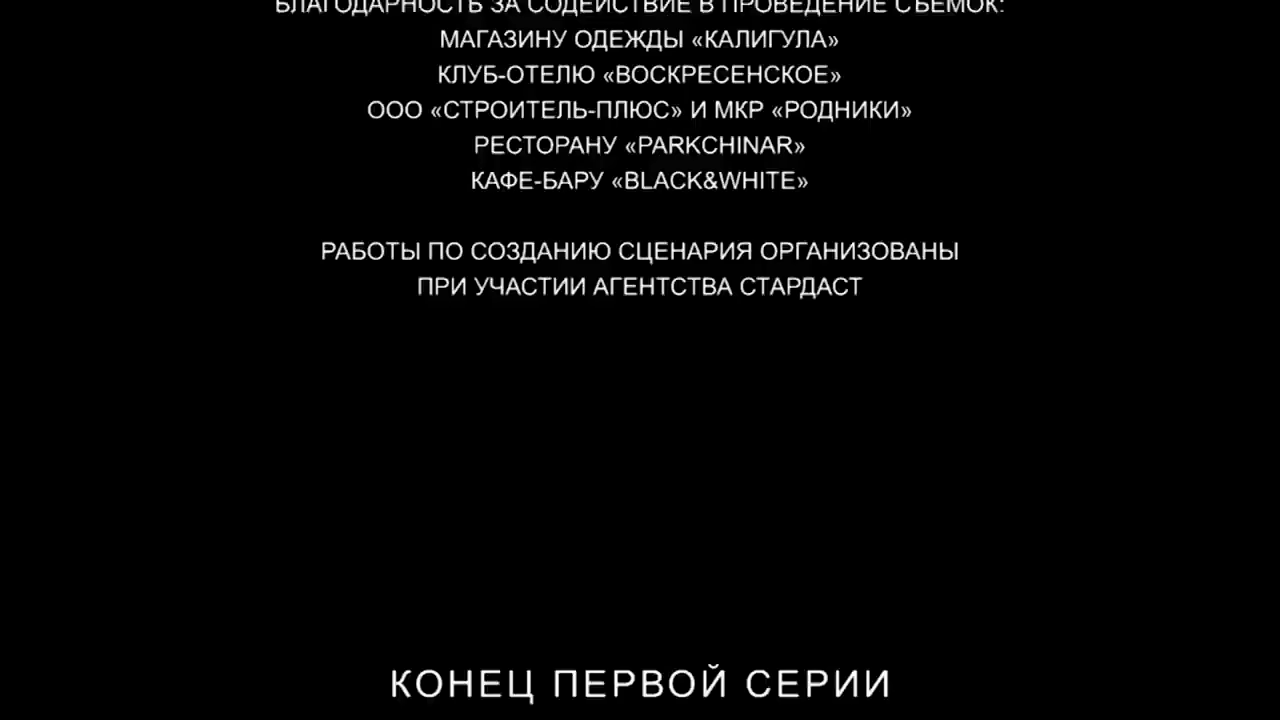 БЛАГОДАРНОСТЬ ЗА СОДЕЙСТВИЕ В ПРОВЕДЕНИЕ СЪЕМОК:
МАГАЗИНУ ОДЕЖДЫ «КАЛИГУЛА»
КЛУБ-ОТЕЛЮ «ВОСКРЕСЕНСКОЕ»
ООО «СТРОИТЕЛЬ-ПЛЮС» И МКР «РОДНИКИ»
РЕСТОРАНУ «PARKCHINAR»
КАФЕ-БАРУ «BLACK&WHITE»
РАБОТЫ ПО СОЗДАНИЮ СЦЕНАРИЯ ОРГАНИЗОВАНЫ
ПРИ УЧАСТИИ АГЕНТСТВА СТАРДАСТ
КОНЕЦ ПЕРВОЙ СЕРИИ